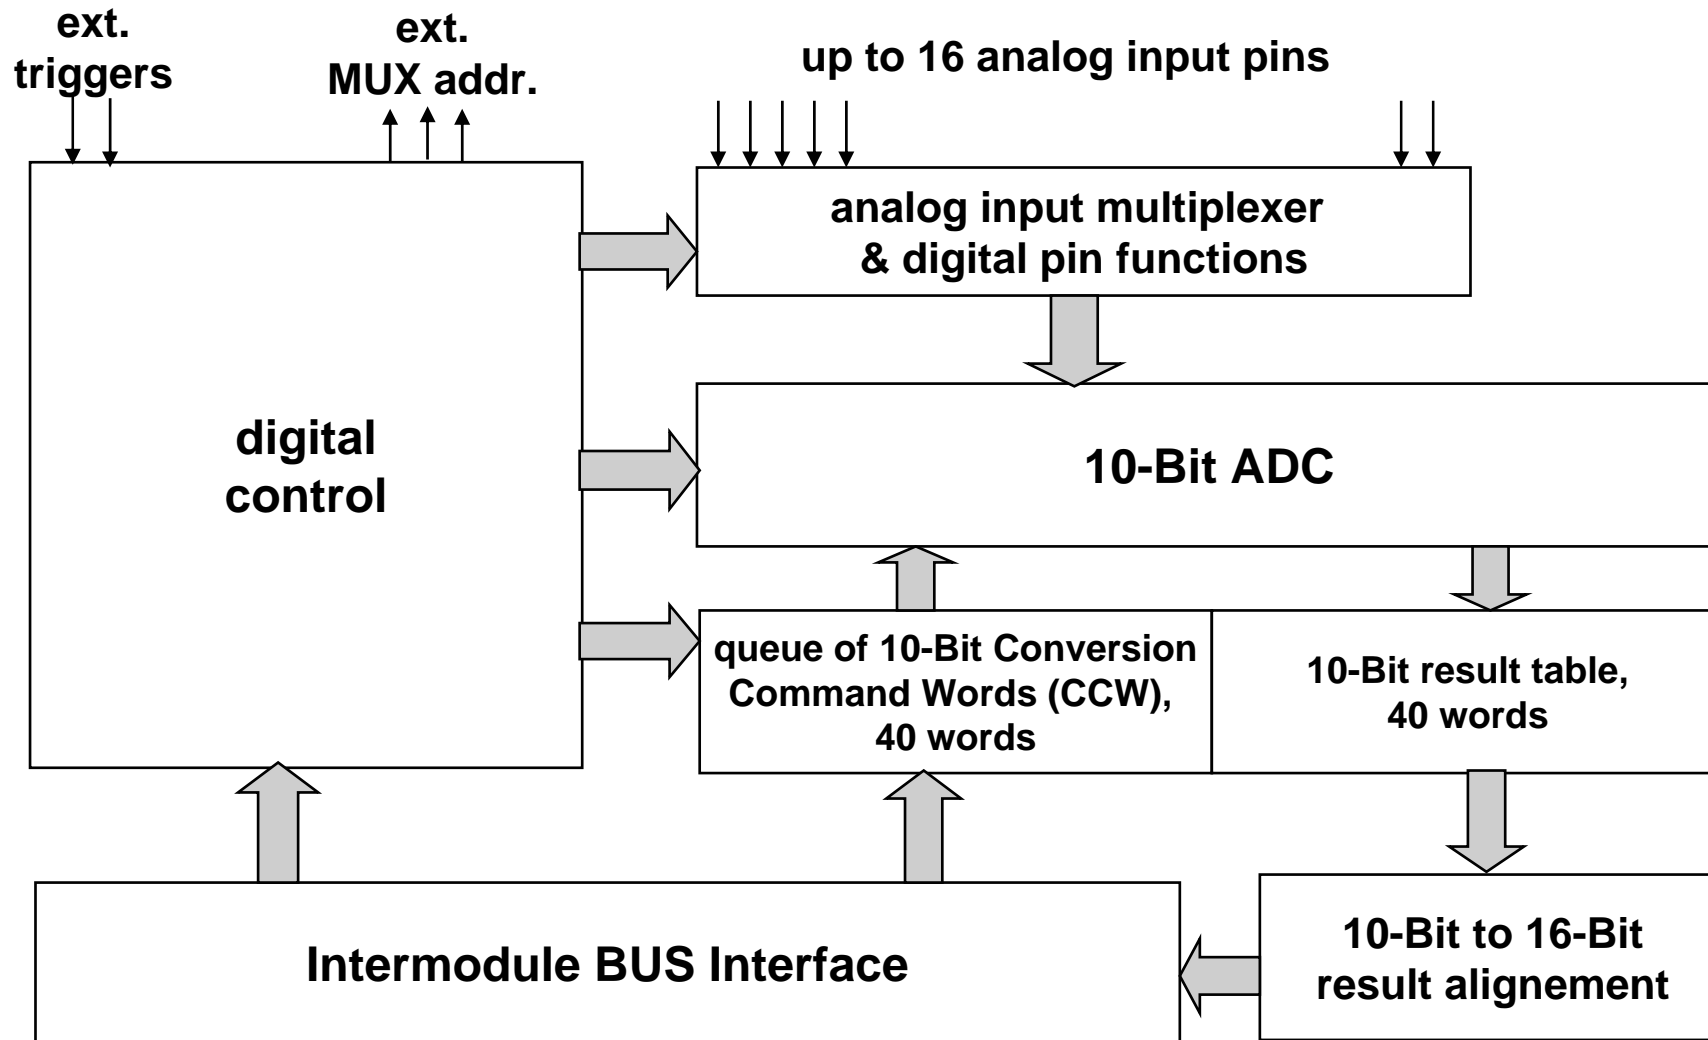 ext.
triggers
ext.
MUX addr.
up to 16 analog input pins
analog input multiplexer
& digital pin functions
digital
control
10-Bit ADC
queue of 10-Bit Conversion
Command Words (CCW),
40 words
10-Bit result table,
40 words
Intermodule BUS Interface
10-Bit to 16-Bit
result alignement